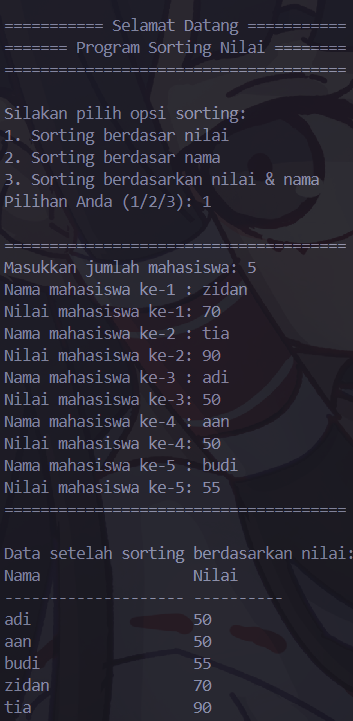 =========== Selamat Datang ===========
======= Program Sorting Nilai ========
======================================
Silakan pilih opsi sorting:
1. Sorting berdasar nilai
2. Sorting berdasar nama
3. Sorting berdasarkan nilai & nama
Pilihan Anda (1/2/3): 1
======================================
Masukkan jumlah mahasiswa: 5
Nama mahasiswa ke-1 : zidan
Nilai mahasiswa ke-1: 70
Nama mahasiswa ke-2 : tia
Nilai mahasiswa ke-2: 90
Nama mahasiswa ke-3 : adi
Nilai mahasiswa ke-3: 50
Nama mahasiswa ke-4 : aan
Nilai mahasiswa ke-4: 50
Nama mahasiswa ke-5 : budi
Nilai mahasiswa ke-5: 55
======================================
Data setelah sorting berdasarkan nilai:
Nama                 Nilai
-------------------- ----------
adi                  50
aan                  50
budi                 55
zidan                70
tia                  90